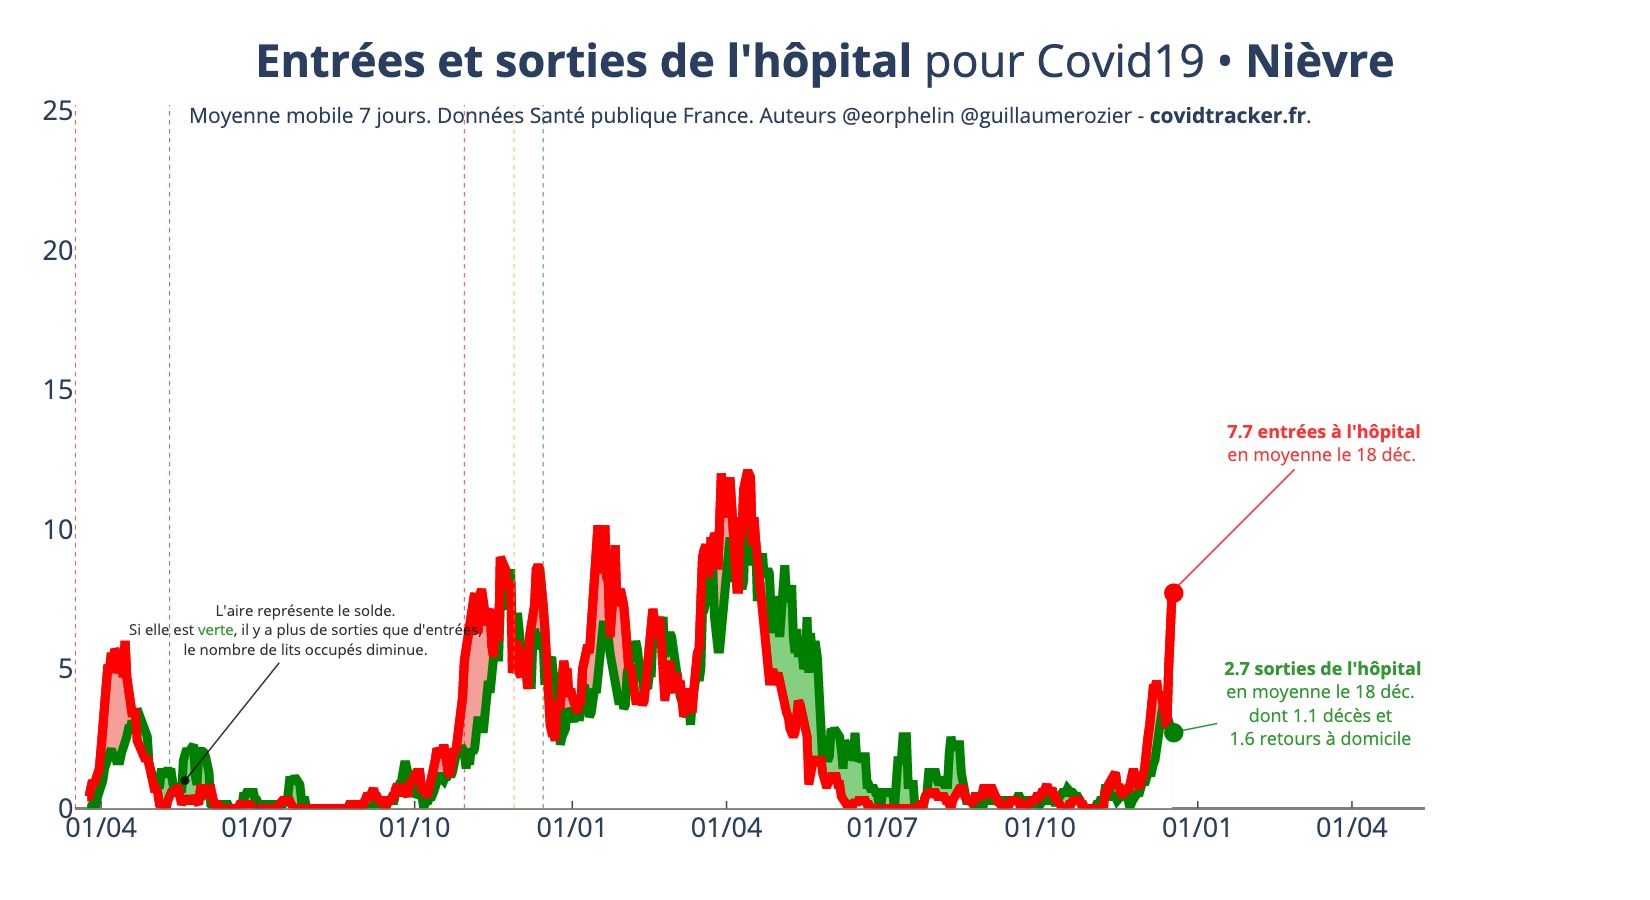 Entrées et sorties de l'hôpital pour Covid19 • Nièvre
Moyenne mobile 7 jours. Données Santé publique France. Auteurs @eorphelin @guillaumerozier - covidtracker.fr.
25
20
15
10
5
0
7.7 entrées à l'hôpital
en moyenne le 18 déc.
L'aire représente le solde.
Si elle est verte, il y a plus de sorties que d'entrées,
le nombre de lits occupés diminue.
2.7 sorties de l'hôpital
en moyenne le 18 déc.
dont 1.1 décès et
1.6 retours à domicile
01/04 01/07 01/10 01/01 01/04 01/07 01/10 01/01 01/04